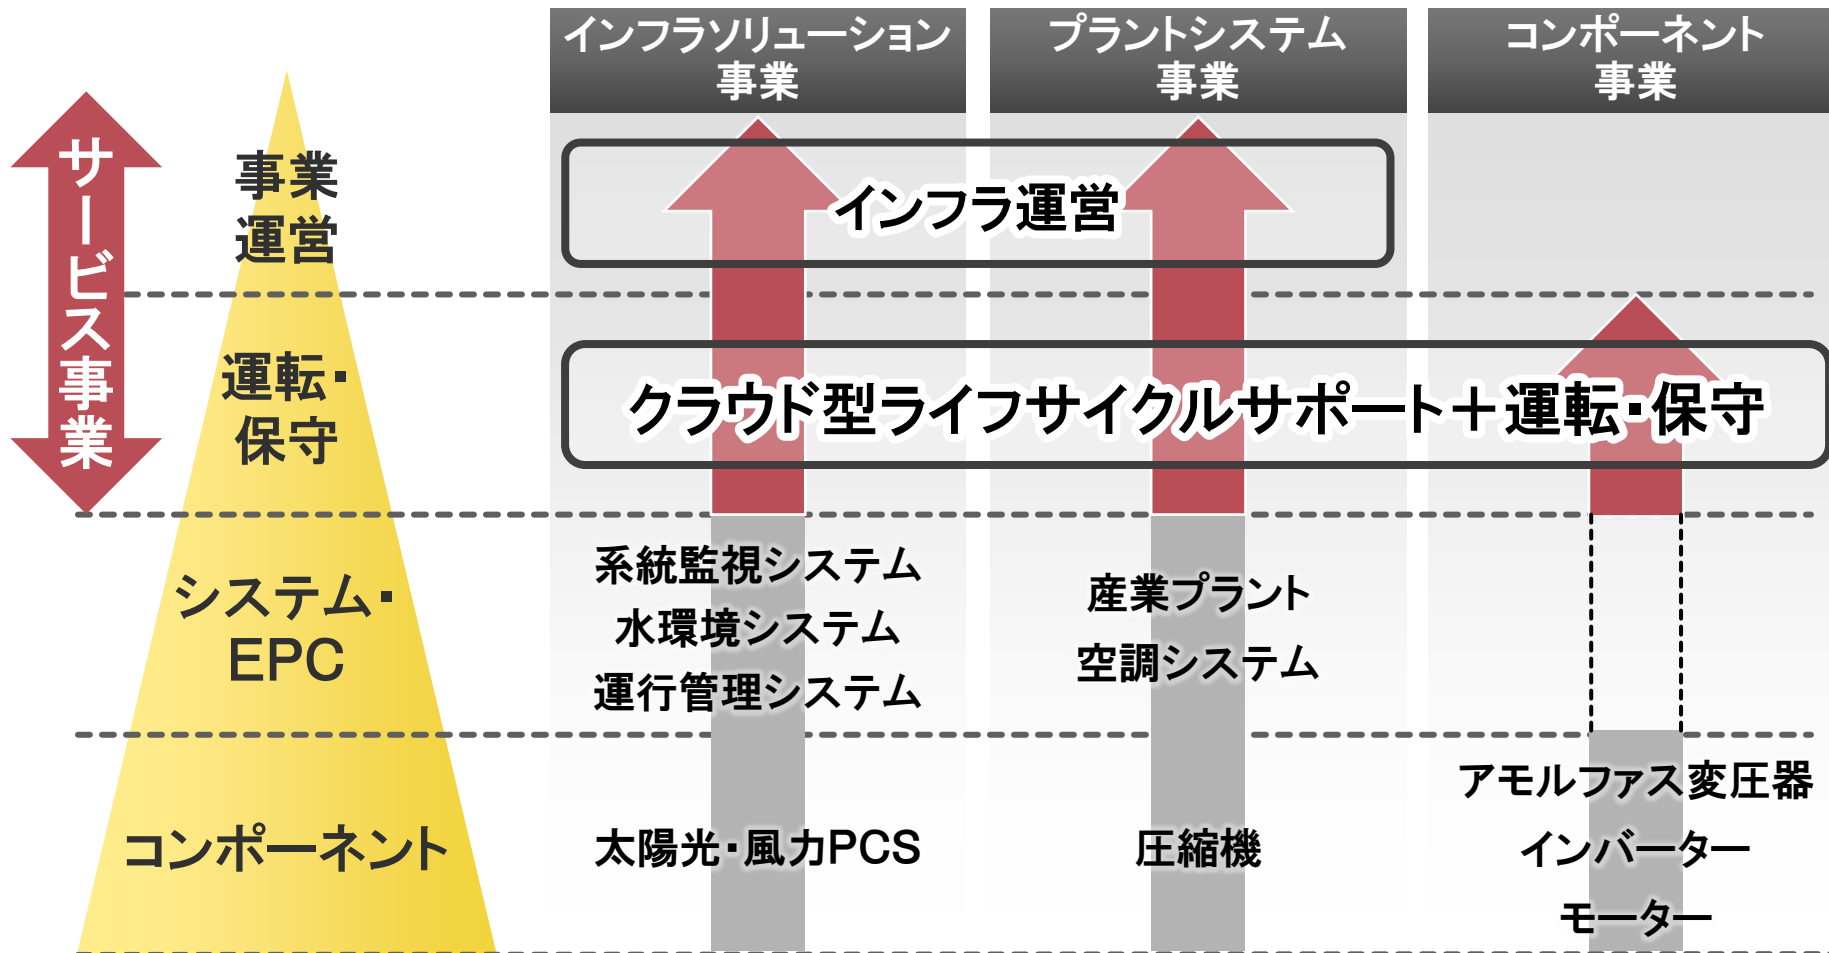 インフラソリューション
事業
プラントシステム
事業
コンポーネント
事業
サービス事業
事業
運営
インフラ運営
運転・
保守
クラウド型ライフサイクルサポート＋運転・保守
システム・
EPC
系統監視システム
水環境システム
運行管理システム
産業プラント
空調システム
コンポーネント
太陽光・風力PCS
圧縮機
アモルファス変圧器
インバーター
モーター